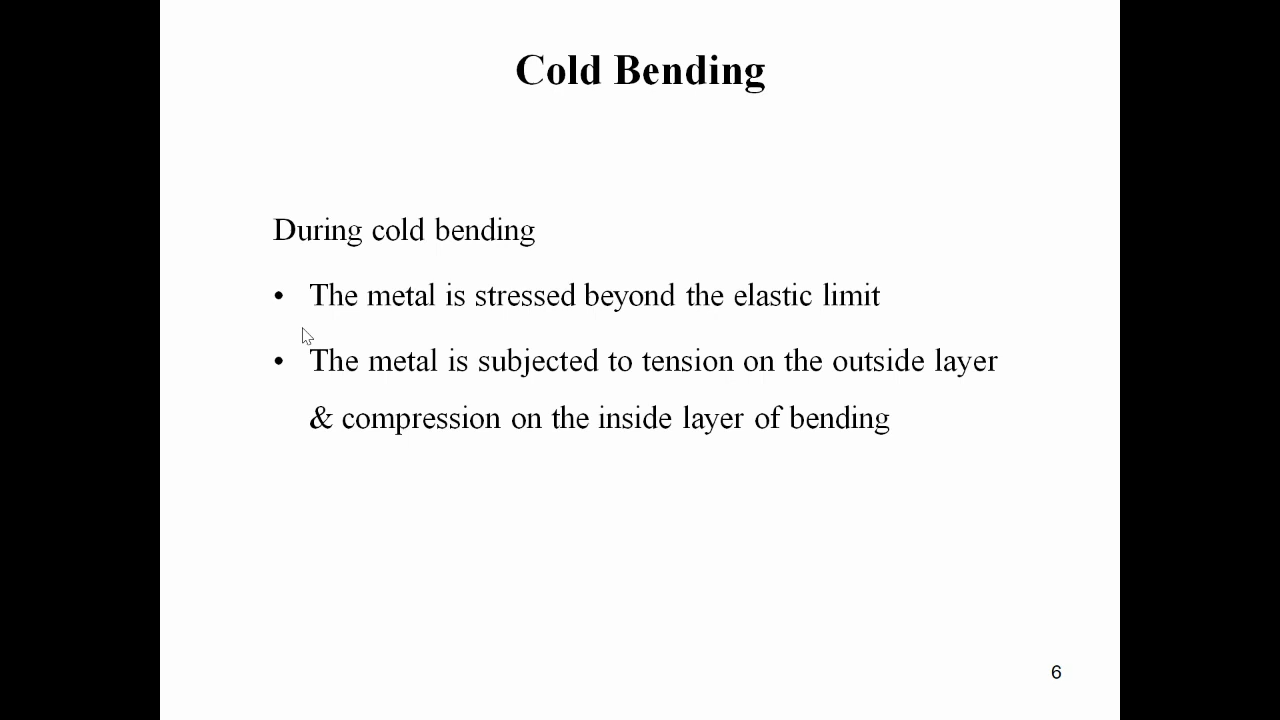 Cold Bending
During cold bending
• The metal is stressed beyond the elastic limit
• The metal is subjected to tension on the outside layer
& compression on the inside layer of bending
6